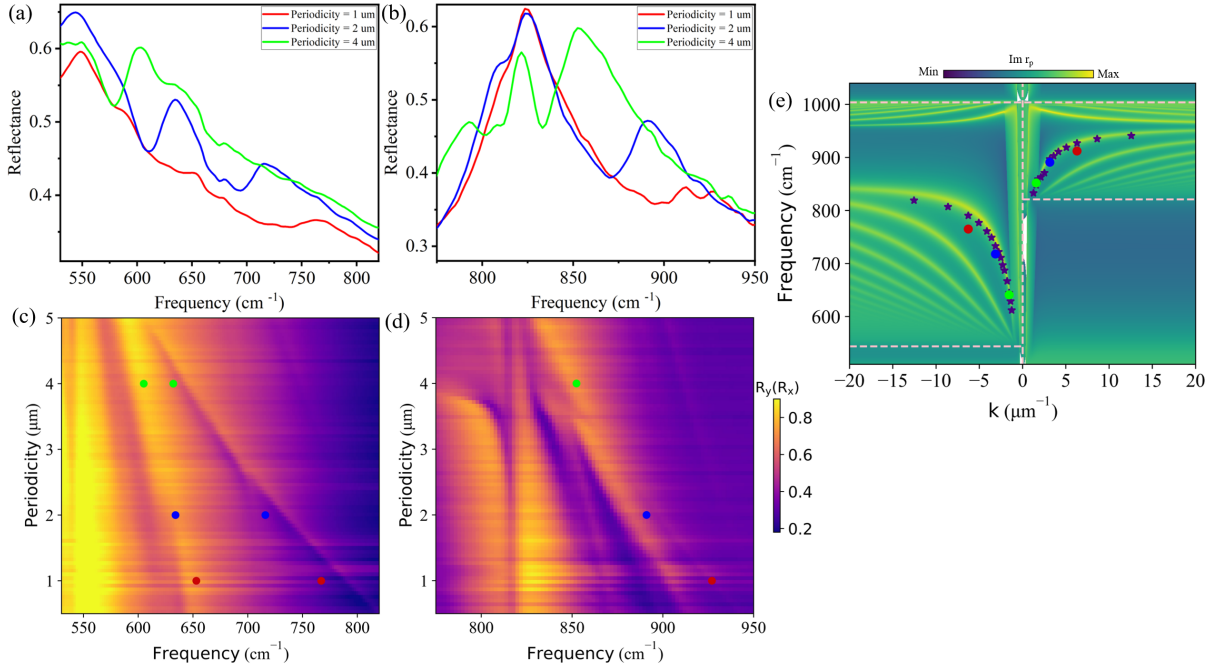 (a)
Periodicity = 1 um
Periodicity = 2 um
Periodicity = 4 um
Reflectance
0.6
0.5
0.4
550 600 650 700 750 800
Frequency (cm -1)
(b)
Periodicity = 1 um
Periodicity = 2 um
Periodicity = 4 um
Reflectance
0.6
0.5
0.4
0.3
800 850 900 950
Frequency (cm -1)
(c)
Periodicity (μm)
5
4
3
2
1
550 600 650 700 750 800
Frequency (cm−1)
(d)
Periodicity (μm)
5
4
3
2
1
800 850 900 950
Frequency (cm−1)
Ry(Rx)
0.8
0.6
0.4
0.2
(e)
Im rp
Min Max
Frequency (cm−1)
1000
900
800
700
600
−20 −15 −10 −5 0 5 10 15 20
k (μm−1)